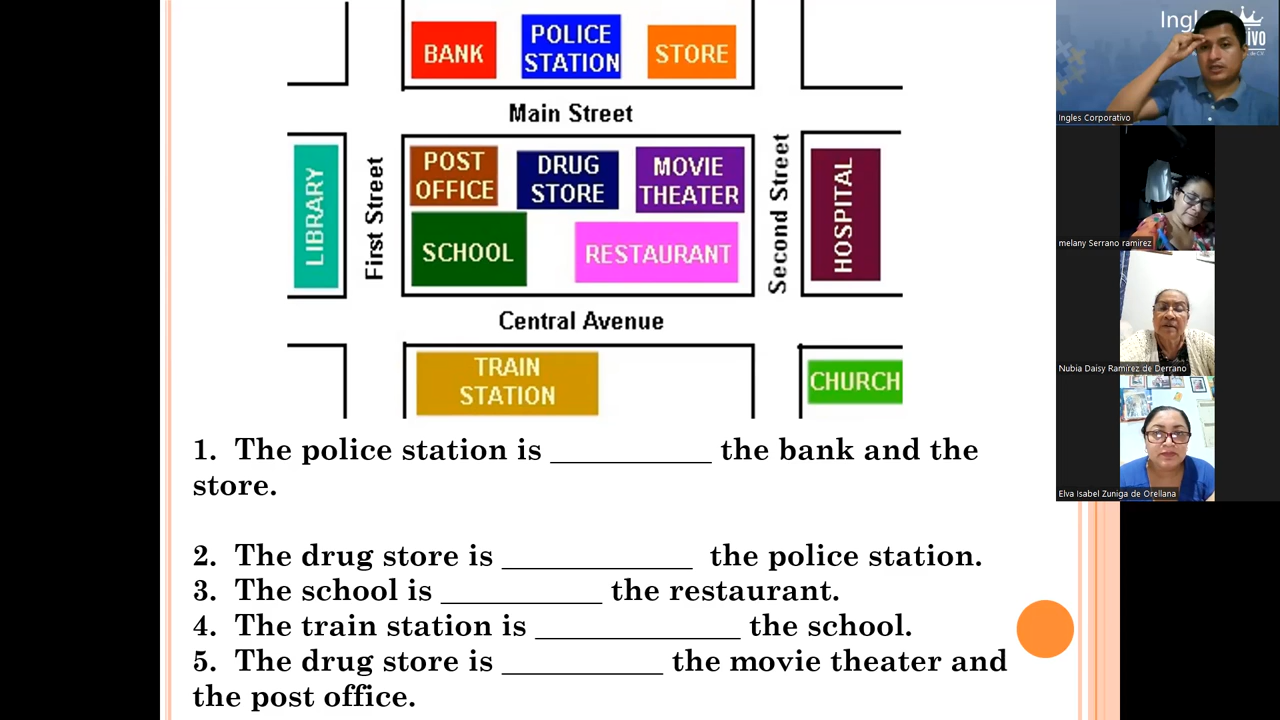 BANK
POLICE
STATION
STORE
Main Street
LIBRARY
First Street
POST
OFFICE
DRUG
STORE
MOVIE
THEATER
Second Street
HOSPITAL
SCHOOL
RESTAURANT
Central Avenue
TRAIN
STATION
CHURCH
1. The police station is ___________ the bank and the
store.
2. The drug store is _____________ the police station.
3. The school is ___________ the restaurant.
4. The train station is ______________ the school.
5. The drug store is ___________ the movie theater and
the post office.
Ingles Corporativo
melany Serrano ramirez
Nubia Daisy Ramírez de Derrano
Elva Isabel Zuniga de Orellana